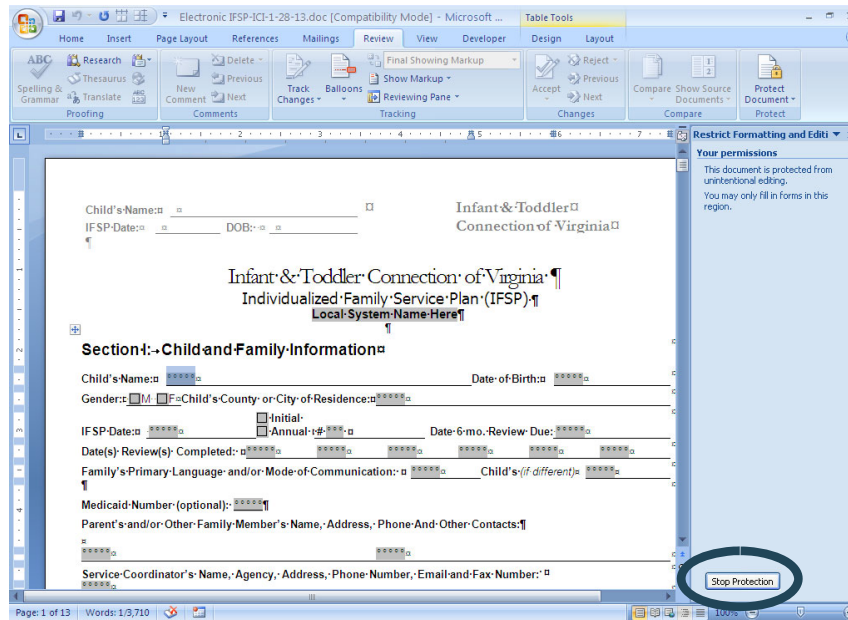 Electronic IFSP-ICI-1-28-13.doc [Compatibility Mode] - Microsoft ...
Table Tools
Home Insert Page Layout References Mailings Review View Developer Design Layout
ABC
Spelling & Grammar
Research
Thesaurus
Translate
Proofing
New Comment
Delete
Previous
Next
Comments
Track Changes
Balloons
Final Showing Markup
Show Markup
Reviewing Pane
Tracking
Accept
Reject
Previous
Next
Changes
Compare
Show Source Documents
Compare
Protect Document
Protect
1 2 3 4 5 6 7
Restrict Formatting and Editi
Your permissions
This document is protected from
unintentional editing.
You may only fill in forms in this
region.
Stop Protection
Child's·Name:¤ ¤ ¤ Infant·&·Toddler¤
IFSP·Date:¤ ¤ DOB:·¤ ¤ Connection·of·Virginia¤
¶
Infant·&·Toddler·Connection·of·Virginia·¶
Individualized·Family·Service·Plan·(IFSP)·¶
Local·System·Name·Here¶
¶
Section·I:→Child·and·Family·Information¤
Child's·Name:¤ °°°°°¤ Date·of·Birth:¤ °°°°°¤
Gender:¤ M· F¤Child's·County·or·City·of·Residence:¤°°°°°¤
IFSP·Date:¤ °°°°°¤ Initial·
Annual·#·°°°·¤ Date·6-mo.·Review·Due:·°°°°°¤
Date(s)·Review(s)·Completed:·¤°°°°°¤ °°°°°¤ °°°°°¤ °°°°°¤ °°°°°¤ °°°°°¤
Family's·Primary·Language·and/or·Mode·of·Communication:·¤ °°°°°¤ Child's·(if·different)¤ °°°°°¤
¶
Medicaid·Number·(optional):·°°°°°¶
Parent's·and/or·Other·Family·Member's·Name,·Address,·Phone·And·Other·Contacts:¶
¤
°°°°°¤ °°°°°¤
Service·Coordinator's·Name,·Agency,·Address,·Phone·Number,·Email·and·Fax·Number:·¤
°°°°°¤
Page: 1 of 13 Words: 1/3,710 100%